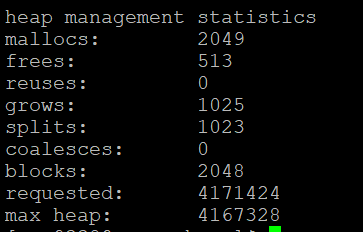 heap management statistics
mallocs: 2049
frees: 513
reuses: 0
grows: 1025
splits: 1023
coalesces: 0
blocks: 2048
requested: 4171424
max heap: 4167328